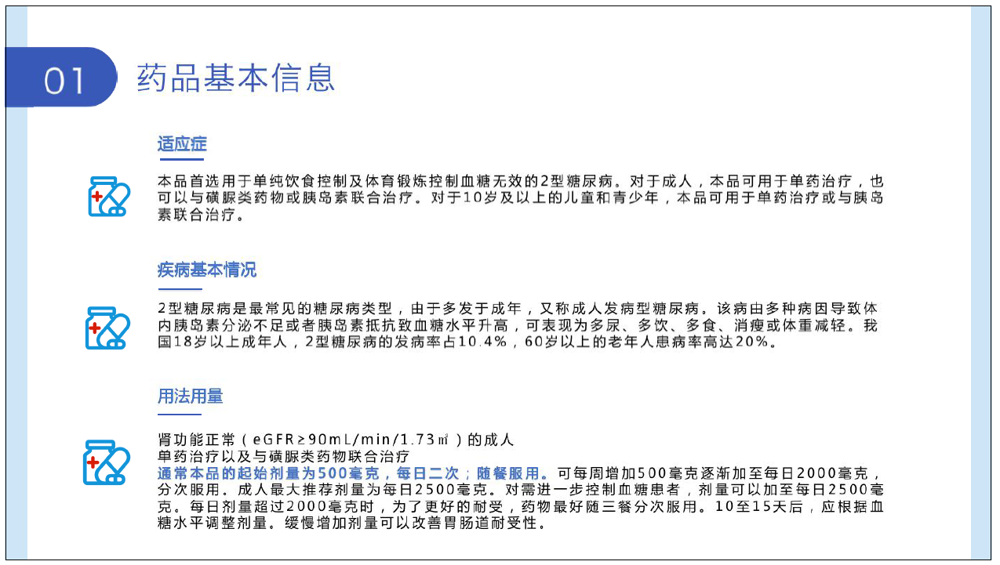 01
药品基本信息
适应症
本品首选用于单纯饮食控制及体育锻炼控制血糖无效的2型糖尿病。对于成人，本品可用于单药治疗，也
可以与磺脲类药物或胰岛素联合治疗。对于10岁及以上的儿童和青少年，本品可用于单药治疗或与胰岛
素联合治疗。
疾病基本情况
2型糖尿病是最常见的糖尿病类型，由于多发于成年，又称成人发病型糖尿病。该病由多种病因导致体
内胰岛素分泌不足或者胰岛素抵抗致血糖水平升高，可表现为多尿、多饮、多食、消瘦或体重减轻。我
国18岁以上成年人，2型糖尿病的发病率占10.4%，60岁以上的老年人患病率高达20%。
用法用量
肾功能正常（eGFR≥90mL/min/1.73㎡）的成人
单药治疗以及与磺脲类药物联合治疗
通常本品的起始剂量为500毫克，每日二次；随餐服用。可每周增加500毫克逐渐加至每日2000毫克，
分次服用。成人最大推荐剂量为每日2500毫克。对需进一步控制血糖患者，剂量可以加至每日2500毫
克。每日剂量超过2000毫克时，为了更好的耐受，药物最好随三餐分次服用。10至15天后，应根据血
糖水平调整剂量。缓慢增加剂量可以改善胃肠道耐受性。